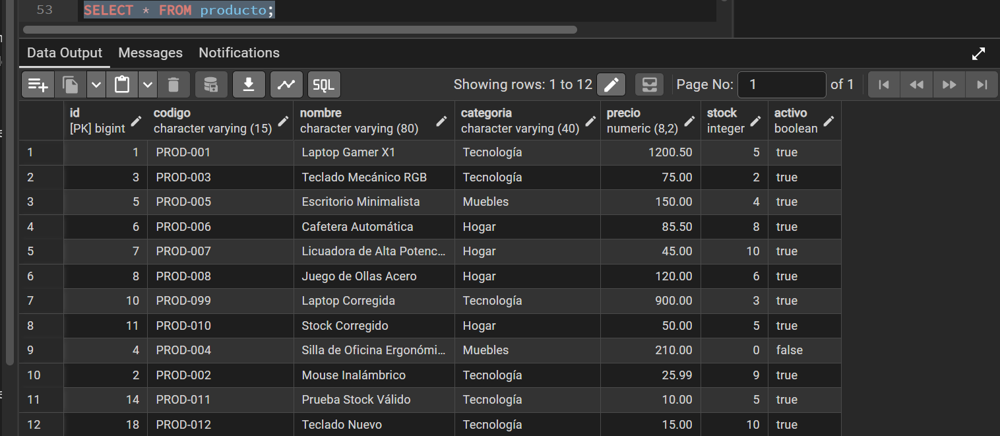 53 SELECT * FROM producto;
Data Output Messages Notifications
SQL Showing rows: 1 to 12 Page No: 1 of 1
id codigo nombre categoria precio stock activo
[PK] bigint character varying (15) character varying (80) character varying (40) numeric (8,2) integer boolean
1 1 PROD-001 Laptop Gamer X1 Tecnología 1200.50 5 true
2 3 PROD-003 Teclado Mecánico RGB Tecnología 75.00 2 true
3 5 PROD-005 Escritorio Minimalista Muebles 150.00 4 true
4 6 PROD-006 Cafetera Automática Hogar 85.50 8 true
5 7 PROD-007 Licuadora de Alta Potenc... Hogar 45.00 10 true
6 8 PROD-008 Juego de Ollas Acero Hogar 120.00 6 true
7 10 PROD-099 Laptop Corregida Tecnología 900.00 3 true
8 11 PROD-010 Stock Corregido Hogar 50.00 5 true
9 4 PROD-004 Silla de Oficina Ergonómi... Muebles 210.00 0 false
10 2 PROD-002 Mouse Inalámbrico Tecnología 25.99 9 true
11 14 PROD-011 Prueba Stock Válido Tecnología 10.00 5 true
12 18 PROD-012 Teclado Nuevo Tecnología 15.00 10 true